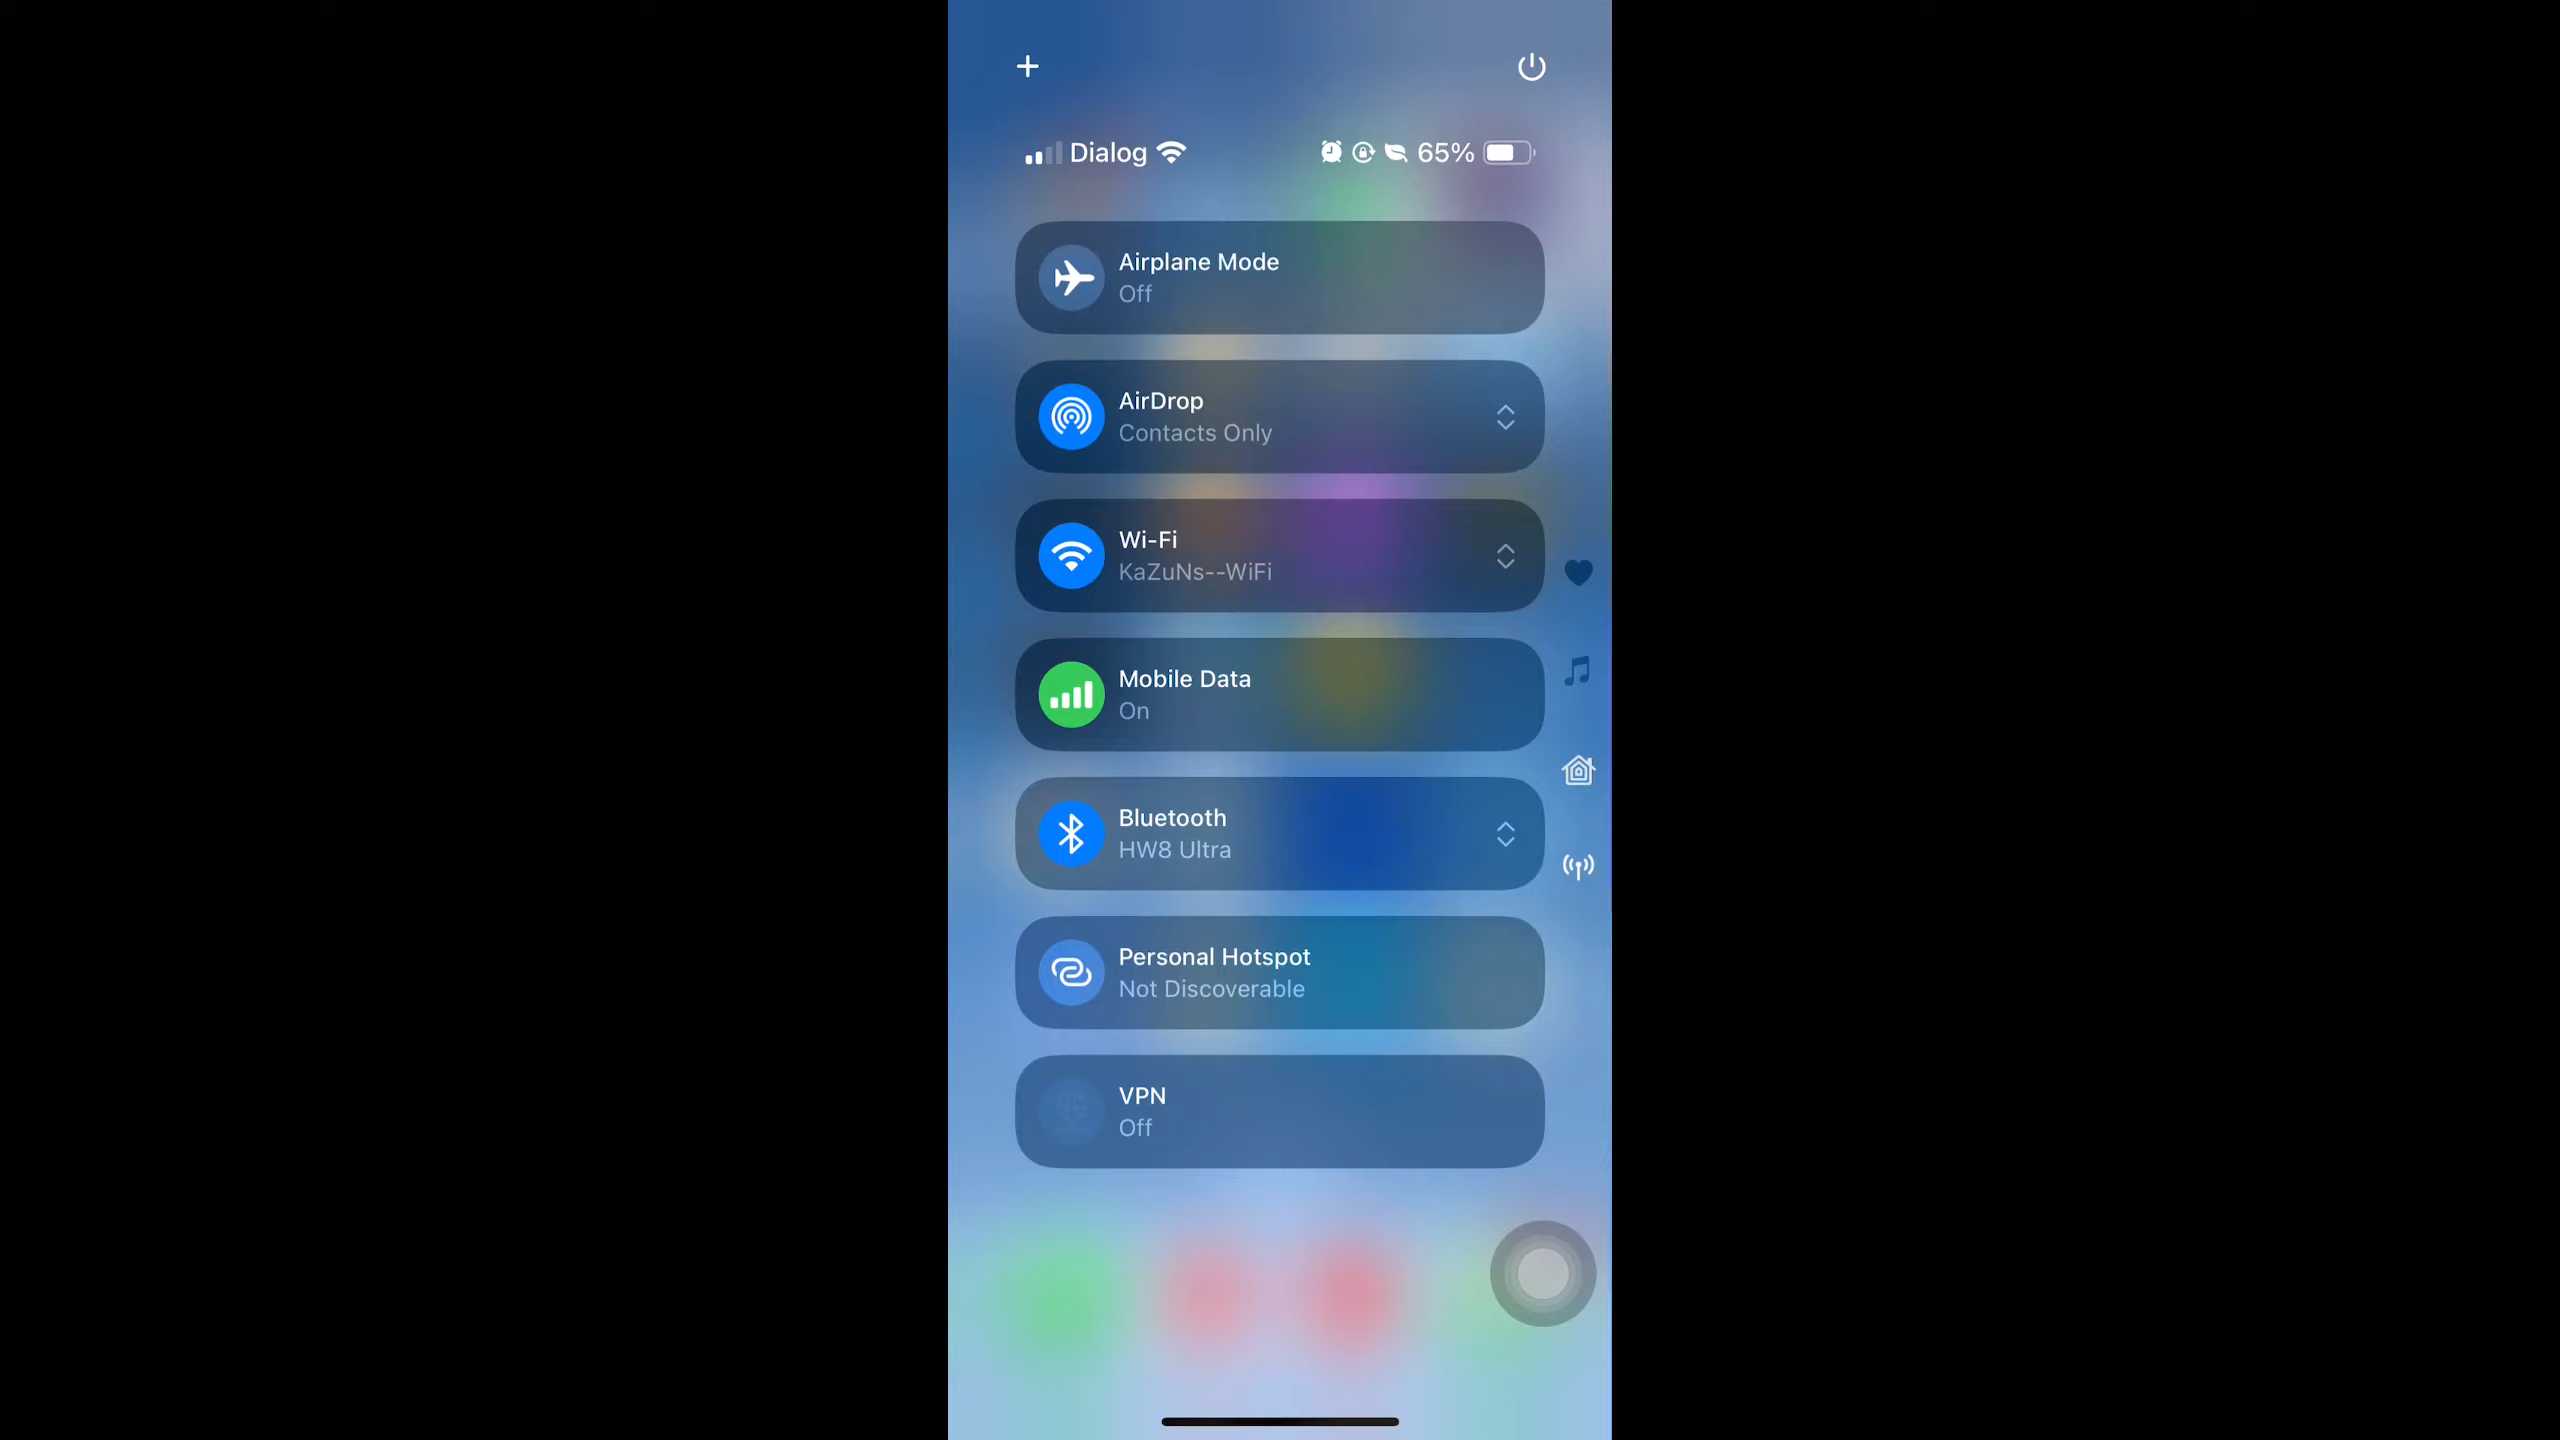 Dialog 65%
Airplane Mode
Off
AirDrop
Contacts Only
Wi-Fi
KaZuNs--WiFi
Mobile Data
On
Bluetooth
HW8 Ultra
Personal Hotspot
Not Discoverable
VPN
Off